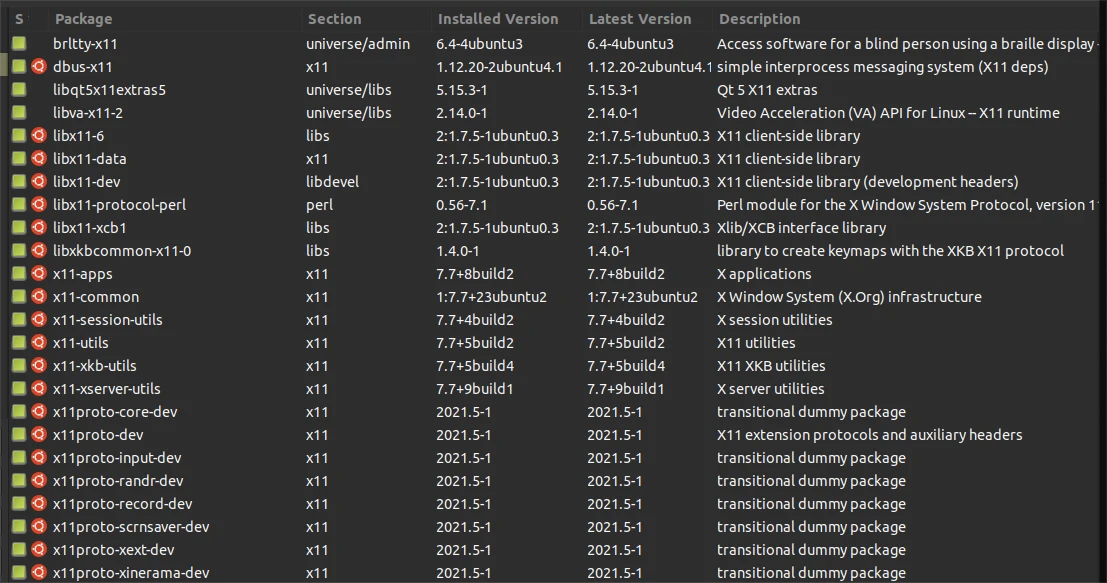 S Package Section Installed Version Latest Version Description
brltty-x11 universe/admin 6.4-4ubuntu3 6.4-4ubuntu3 Access software for a blind person using a braille display -
dbus-x11 x11 1.12.20-2ubuntu4.1 1.12.20-2ubuntu4.1 simple interprocess messaging system (X11 deps)
libqt5x11extras5 universe/libs 5.15.3-1 5.15.3-1 Qt 5 X11 extras
libva-x11-2 universe/libs 2.14.0-1 2.14.0-1 Video Acceleration (VA) API for Linux -- X11 runtime
libx11-6 libs 2:1.7.5-1ubuntu0.3 2:1.7.5-1ubuntu0.3 X11 client-side library
libx11-data x11 2:1.7.5-1ubuntu0.3 2:1.7.5-1ubuntu0.3 X11 client-side library
libx11-dev libdevel 2:1.7.5-1ubuntu0.3 2:1.7.5-1ubuntu0.3 X11 client-side library (development headers)
libx11-protocol-perl perl 0.56-7.1 0.56-7.1 Perl module for the X Window System Protocol, version 11
libx11-xcb1 libs 2:1.7.5-1ubuntu0.3 2:1.7.5-1ubuntu0.3 Xlib/XCB interface library
libxkbcommon-x11-0 libs 1.4.0-1 1.4.0-1 library to create keymaps with the XKB X11 protocol
x11-apps x11 7.7+8build2 7.7+8build2 X applications
x11-common x11 1:7.7+23ubuntu2 1:7.7+23ubuntu2 X Window System (X.Org) infrastructure
x11-session-utils x11 7.7+4build2 7.7+4build2 X session utilities
x11-utils x11 7.7+5build2 7.7+5build2 X11 utilities
x11-xkb-utils x11 7.7+5build4 7.7+5build4 X11 XKB utilities
x11-xserver-utils x11 7.7+9build1 7.7+9build1 X server utilities
x11proto-core-dev x11 2021.5-1 2021.5-1 transitional dummy package
x11proto-dev x11 2021.5-1 2021.5-1 X11 extension protocols and auxiliary headers
x11proto-input-dev x11 2021.5-1 2021.5-1 transitional dummy package
x11proto-randr-dev x11 2021.5-1 2021.5-1 transitional dummy package
x11proto-record-dev x11 2021.5-1 2021.5-1 transitional dummy package
x11proto-scrnsaver-dev x11 2021.5-1 2021.5-1 transitional dummy package
x11proto-xext-dev x11 2021.5-1 2021.5-1 transitional dummy package
x11proto-xinerama-dev x11 2021.5-1 2021.5-1 transitional dummy package